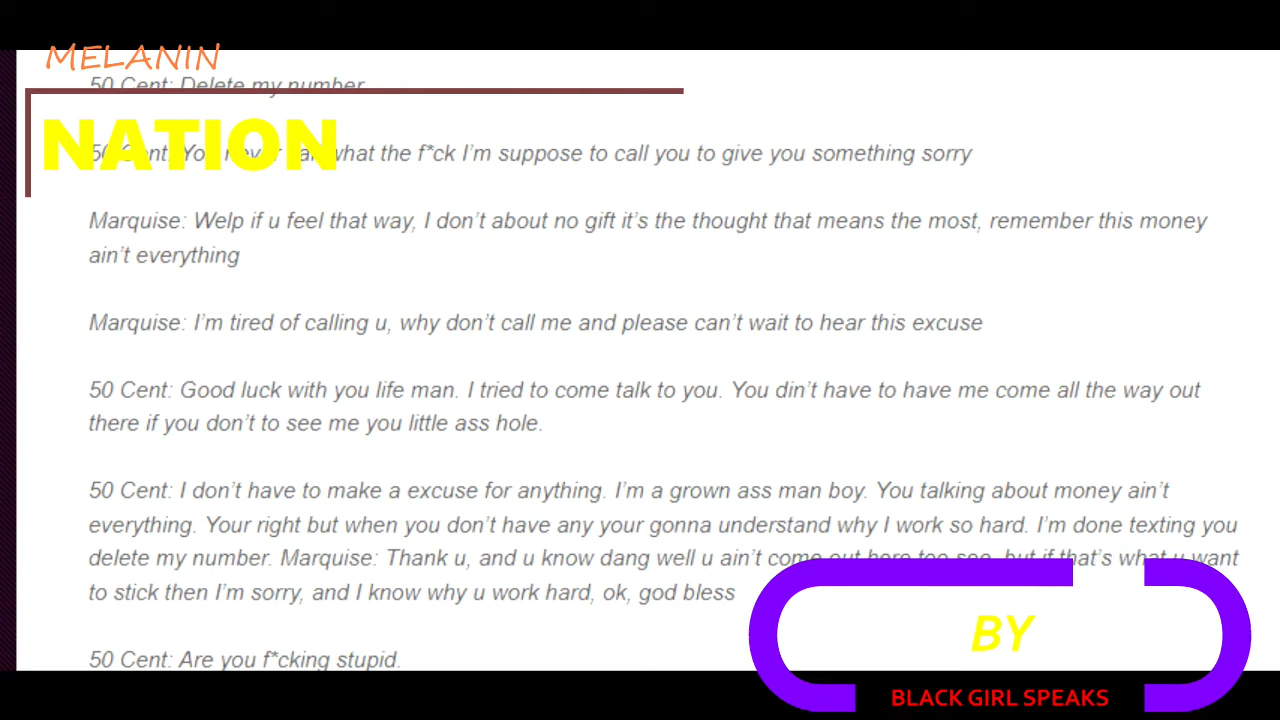 MELANIN
50 Cent: Delete my number
NATION
what the f*ck I'm suppose to call you to give you something sorry
Marquise: Welp if u feel that way, I don't about no gift it's the thought that means the most, remember this money
ain't everything
Marquise: I'm tired of calling u, why don't call me and please can't wait to hear this excuse
50 Cent: Good luck with you life man. I tried to come talk to you. You din't have to have me come all the way out
there if you don't to see me you little ass hole.
50 Cent: I don't have to make a excuse for anything. I'm a grown ass man boy. You talking about money ain't
everything. Your right but when you don't have any your gonna understand why I work so hard. I'm done texting you
delete my number. Marquise: Thank u, and u know dang well u ain't come out here too see, but if that's what u want
to stick then I'm sorry, and I know why u work hard, ok, god bless
BY
50 Cent: Are you f*cking stupid.
BLACK GIRL SPEAKS